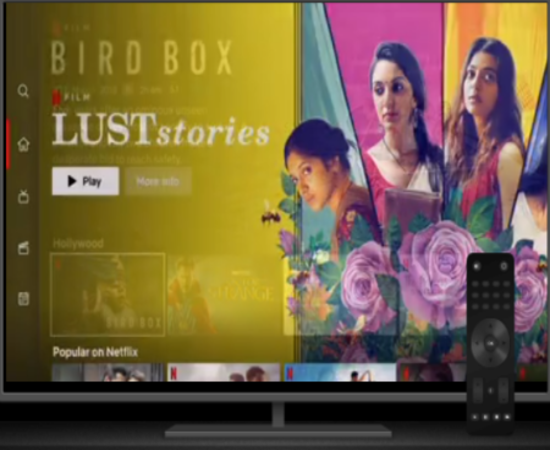 FILM
BIRD BOX
N FILM
LUST stories
Play
More info
Hollywood
BIRD BOX
Popular on Netflix
N
N